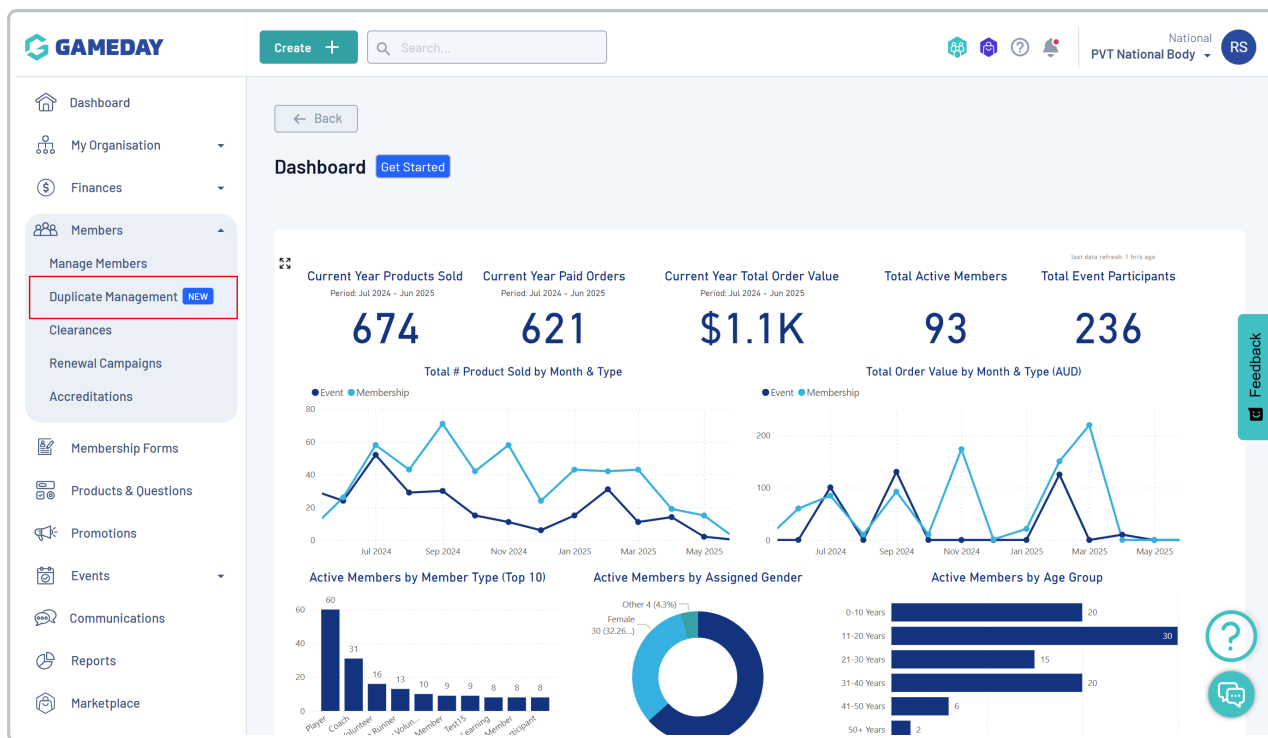 GAMEDAY
Create +
Search...
National
PVT National Body
RS
Dashboard
My Organisation
Finances
Members
Manage Members
Duplicate Management NEW
Clearances
Renewal Campaigns
Accreditations
Membership Forms
Products & Questions
Promotions
Events
Communications
Reports
Marketplace
← Back
Dashboard Get Started
last data refresh: 1 hr/s ago
Current Year Products Sold
Period: Jul 2024 - Jun 2025
674
Current Year Paid Orders
Period: Jul 2024 - Jun 2025
621
Current Year Total Order Value
Period: Jul 2024 - Jun 2025
$1.1K
Total Active Members
93
Total Event Participants
236
Total # Product Sold by Month & Type
Event Membership
80
60
40
20
0
Jul 2024 Sep 2024 Nov 2024 Jan 2025 Mar 2025 May 2025
Total Order Value by Month & Type (AUD)
Event Membership
200
100
0
Jul 2024 Sep 2024 Nov 2024 Jan 2025 Mar 2025 May 2025
Active Members by Member Type (Top 10)
60
40
20
0
60 31 16 13 10 9 9 8 8 8
Player Coach Runner Volun... Member Test15
Active Members by Assigned Gender
Other 4 (4.3%)
Female
30 (32.26...)
Active Members by Age Group
0-10 Years 20
11-20 Years 30
21-30 Years 15
31-40 Years 20
41-50 Years 6
50+ Years 2
Feedback
?